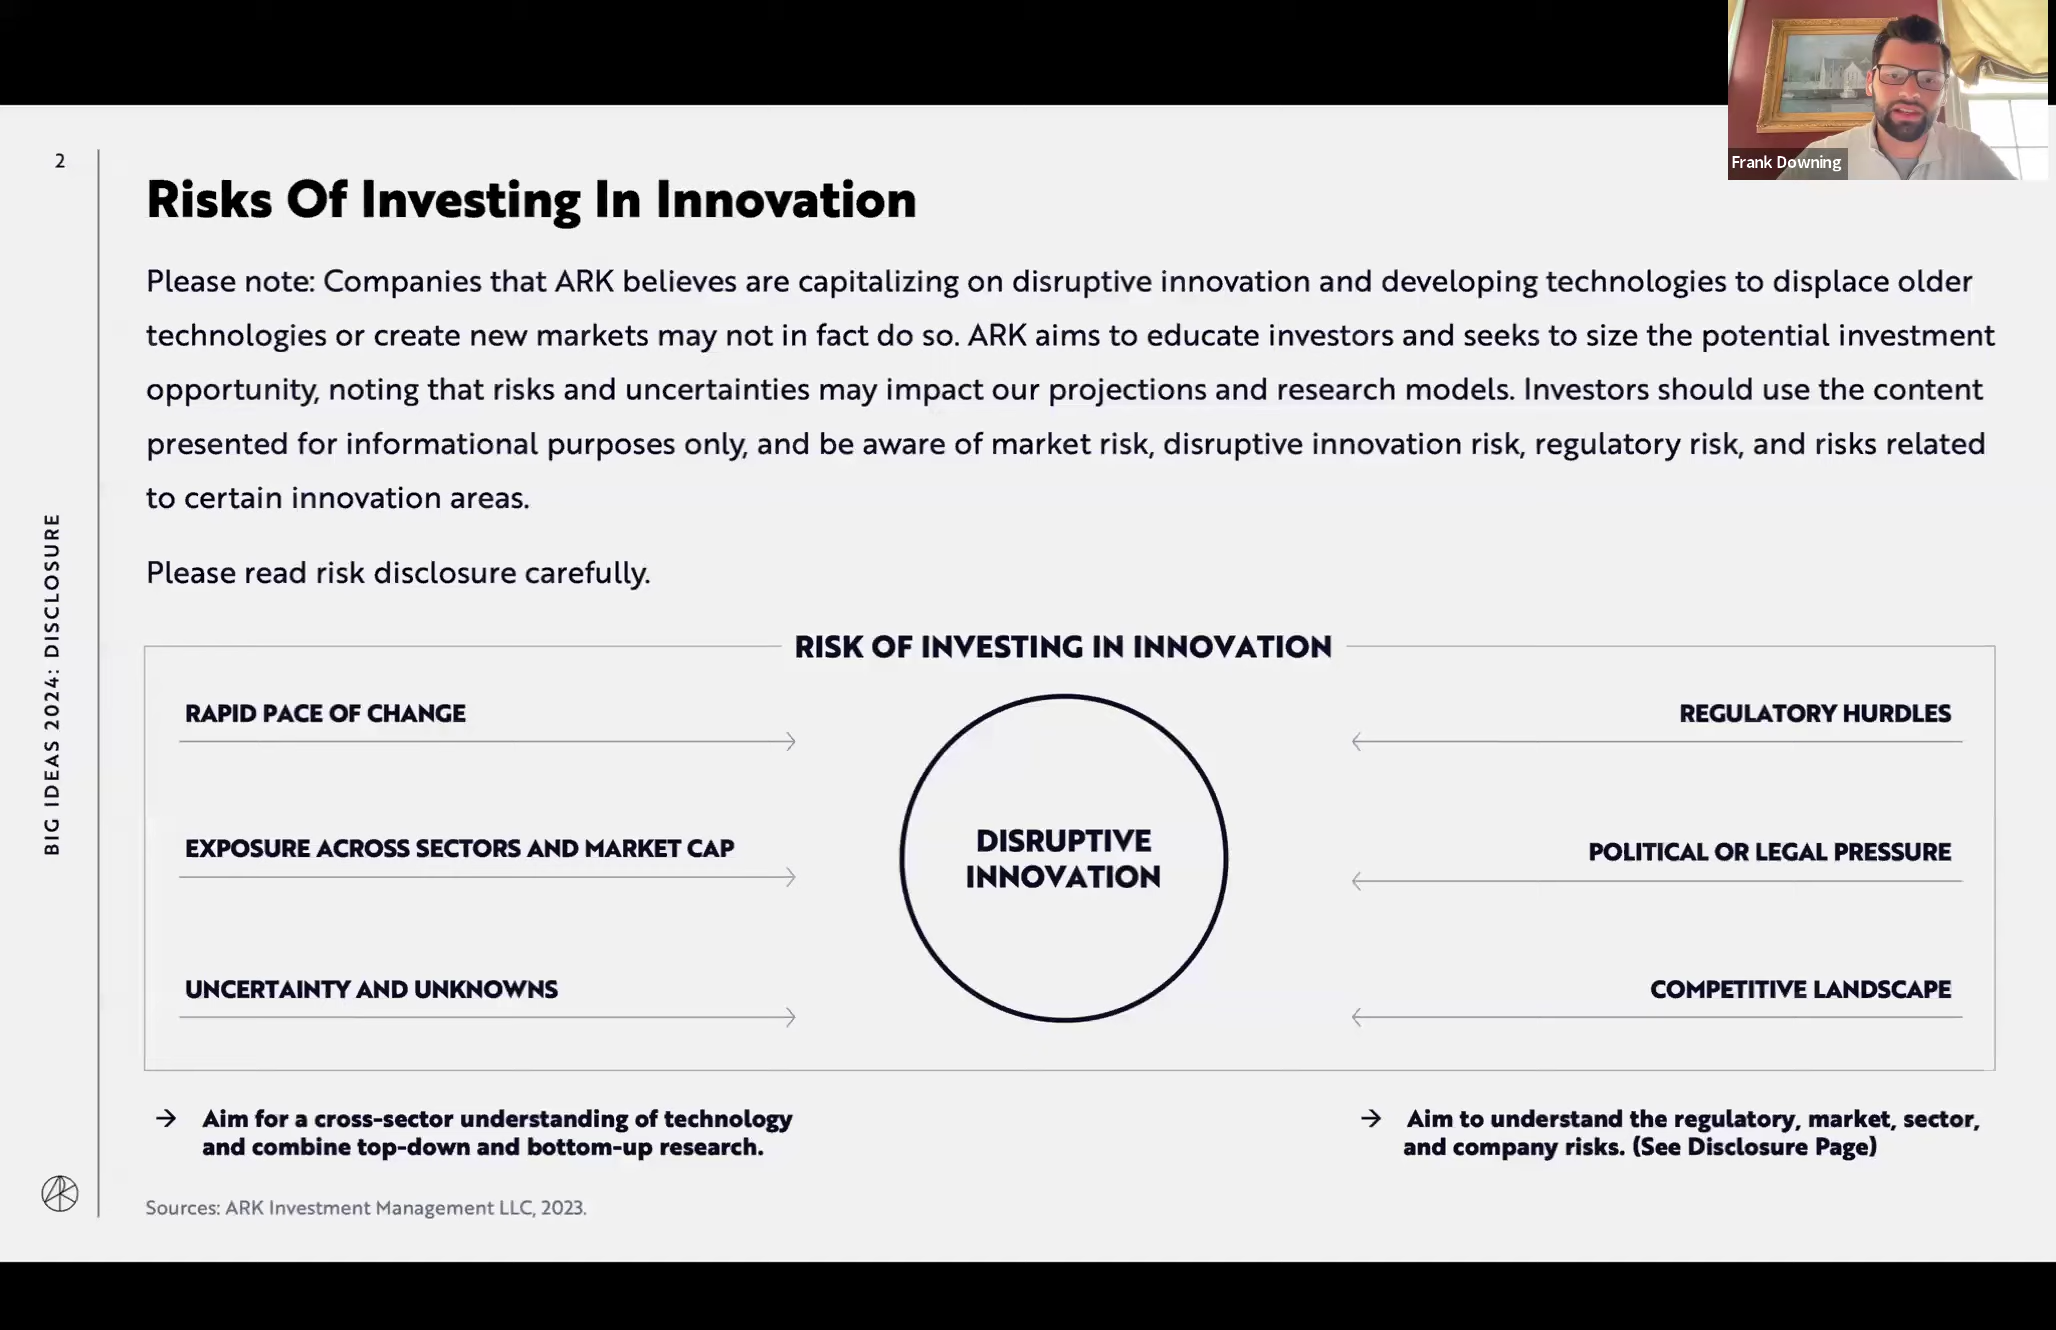 Frank Downing
2
Risks Of Investing In Innovation
Please note: Companies that ARK believes are capitalizing on disruptive innovation and developing technologies to displace older
technologies or create new markets may not in fact do so. ARK aims to educate investors and seeks to size the potential investment
opportunity, noting that risks and uncertainties may impact our projections and research models. Investors should use the content
presented for informational purposes only, and be aware of market risk, disruptive innovation risk, regulatory risk, and risks related
to certain innovation areas.
Please read risk disclosure carefully.
BIG IDEAS 2024: DISCLOSURE
RISK OF INVESTING IN INNOVATION
RAPID PACE OF CHANGE
EXPOSURE ACROSS SECTORS AND MARKET CAP
UNCERTAINTY AND UNKNOWNS
DISRUPTIVE
INNOVATION
REGULATORY HURDLES
POLITICAL OR LEGAL PRESSURE
COMPETITIVE LANDSCAPE
→ Aim for a cross-sector understanding of technology
and combine top-down and bottom-up research.
→ Aim to understand the regulatory, market, sector,
and company risks. (See Disclosure Page)
Sources: ARK Investment Management LLC, 2023.